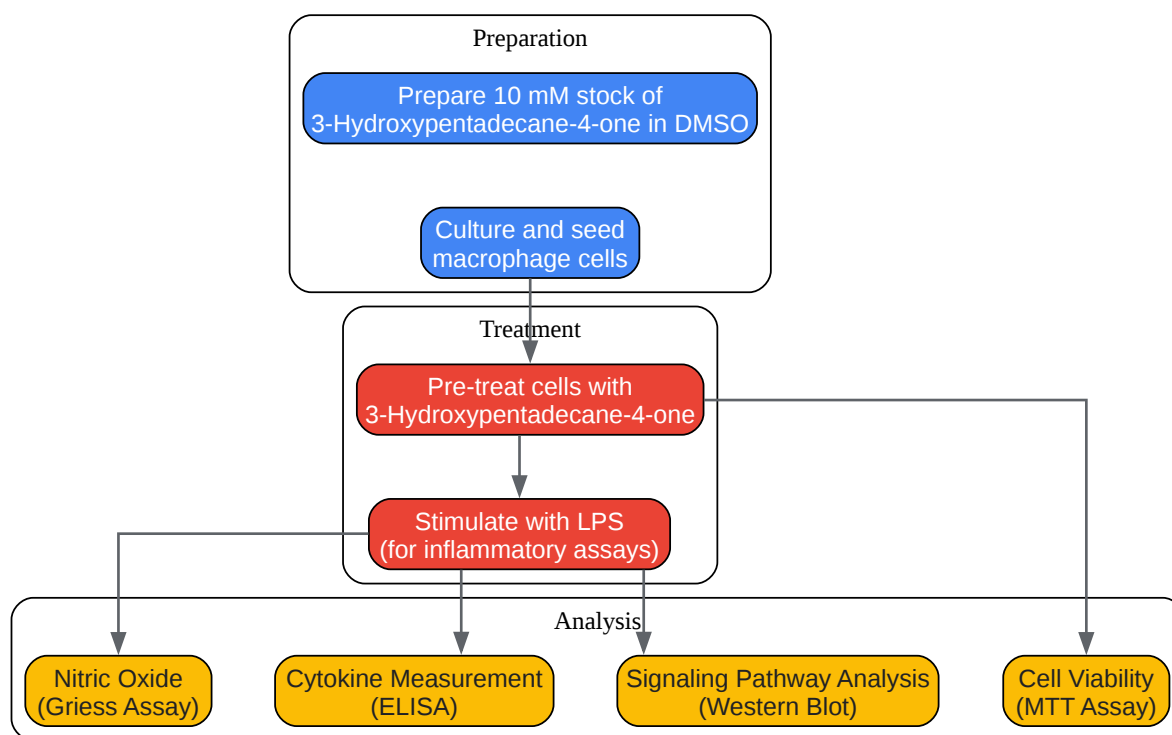 Preparation
Prepare 10 mM stock of
3-Hydroxypentadecane-4-one in DMSO
Culture and seed
macrophage cells
Treatment
Pre-treat cells with
3-Hydroxypentadecane-4-one
Stimulate with LPS
(for inflammatory assays)
Analysis
Nitric Oxide
(Griess Assay)
Cytokine Measurement
(ELISA)
Signaling Pathway Analysis
(Western Blot)
Cell Viability
(MTT Assay)